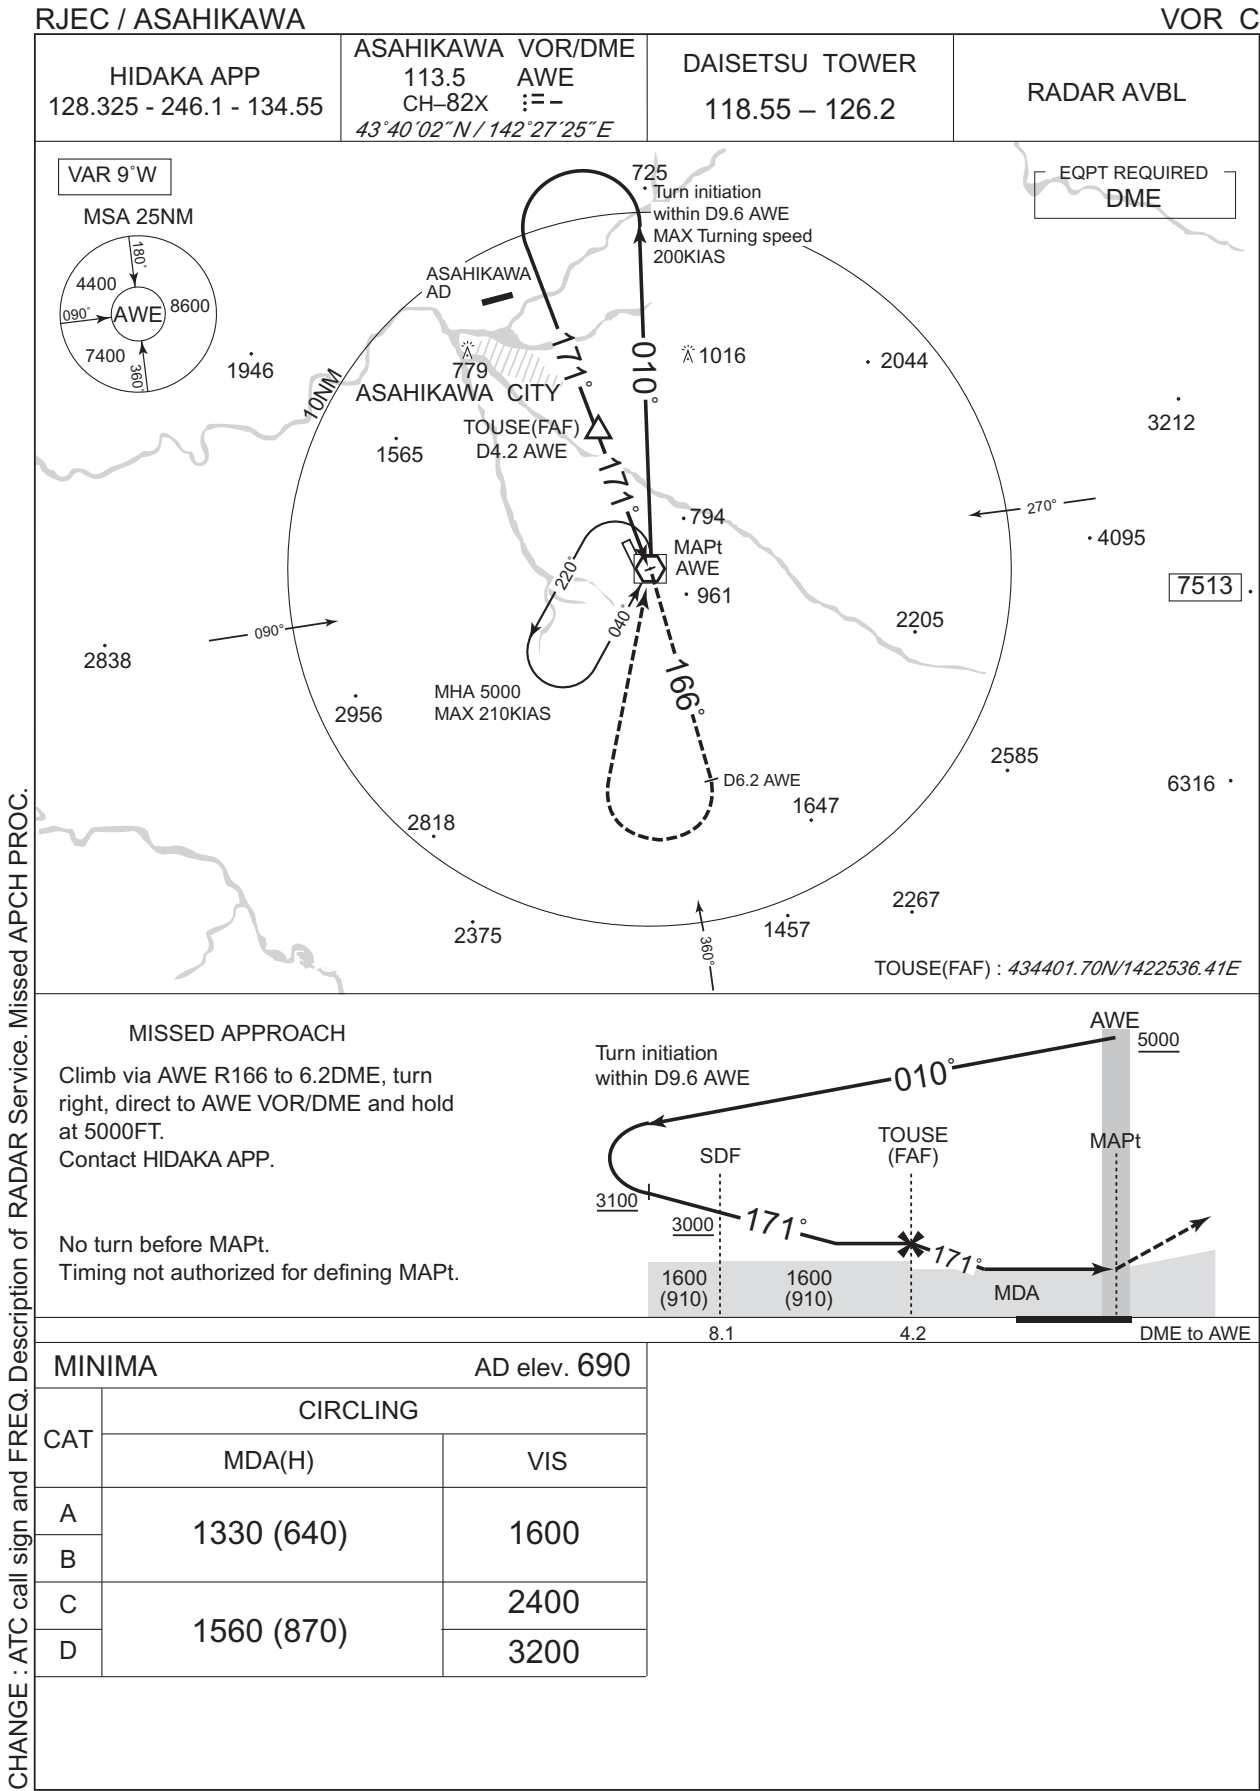 RJEC / ASAHIKAWA
VOR C
HIDAKA APP
128.325 - 246.1 - 134.55
ASAHIKAWA VOR/DME
113.5 AWE
CH–82X
43°40′02″N / 142°27′25″E
DAISETSU TOWER
118.55 – 126.2
RADAR AVBL
VAR 9°W
MSA 25NM
180°
4400
8600
090°
AWE
7400
360°
EQPT REQUIRED
DME
725
Turn initiation
within D9.6 AWE
MAX Turning speed
200KIAS
ASAHIKAWA
AD
171°
010°
1016
2044
1946
779
ASAHIKAWA CITY
10NM
3212
TOUSE(FAF)
D4.2 AWE
1565
171°
270°
794
4095
MAPt
AWE
220°
961
7513
040°
2205
090°
2838
166°
MHA 5000
MAX 210KIAS
2956
2585
D6.2 AWE
6316
1647
2818
2267
2375
1457
360°
TOUSE(FAF) : 434401.70N/1422536.41E
MISSED APPROACH
Climb via AWE R166 to 6.2DME, turn
right, direct to AWE VOR/DME and hold
at 5000FT.
Contact HIDAKA APP.
No turn before MAPt.
Timing not authorized for defining MAPt.
AWE
5000
Turn initiation
within D9.6 AWE
010°
SDF
TOUSE
(FAF)
MAPt
3100
3000
171°
171°
1600
(910)
1600
(910)
MDA
8.1
4.2
DME to AWE
MINIMA
AD elev. 690
CAT
CIRCLING
MDA(H)
VIS
A
B
1330 (640)
1600
C
D
1560 (870)
2400
3200
CHANGE : ATC call sign and FREQ. Description of RADAR Service. Missed APCH PROC.